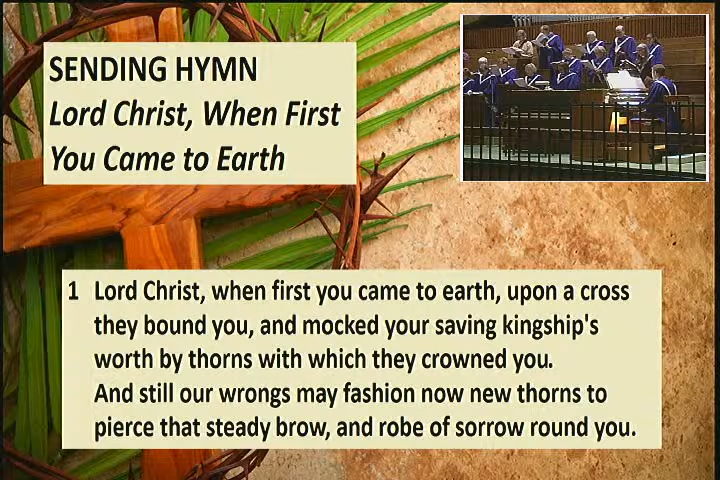 SENDING HYMN
Lord Christ, When First
You Came to Earth
1 Lord Christ, when first you came to earth, upon a cross
they bound you, and mocked your saving kingship's
worth by thorns with which they crowned you.
And still our wrongs may fashion now new thorns to
pierce that steady brow, and robe of sorrow round you.